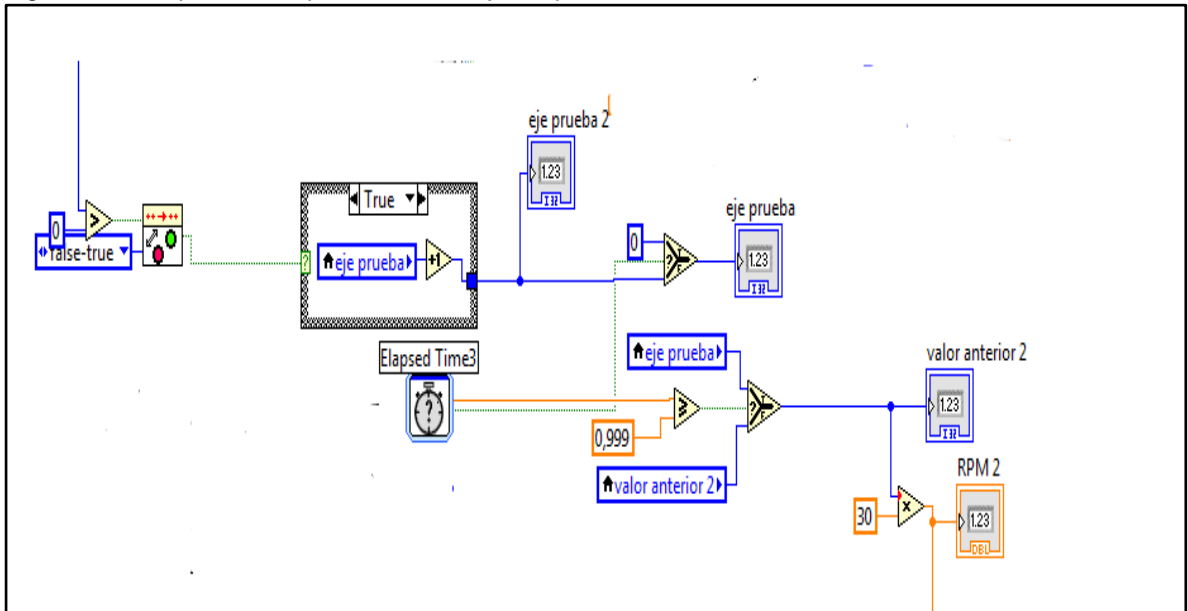 eje prueba 2
1.23
I32
True
0
>
false-true
?
eje prueba
+1
0
?
eje prueba
1.23
I32
Elapsed Time3
?
eje prueba
valor anterior 2
≥
?
1.23
I32
0,999
valor anterior 2
RPM 2
30
x
1.23
DBL